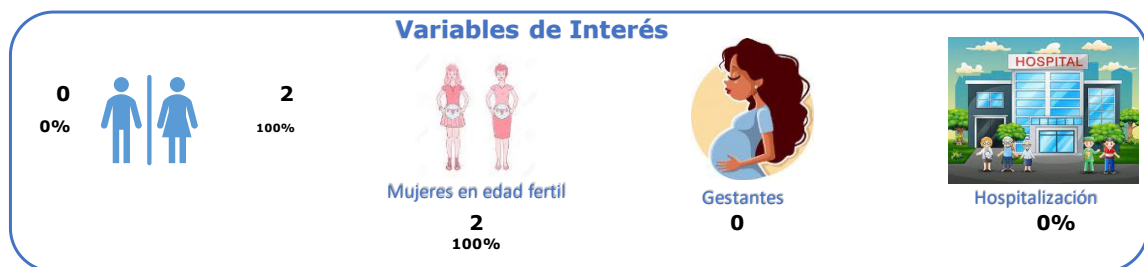 Variables de Interés
0
0%
2
100%
HOSPITAL
Mujeres en edad fertil
2
100%
Gestantes
0
Hospitalización
0%